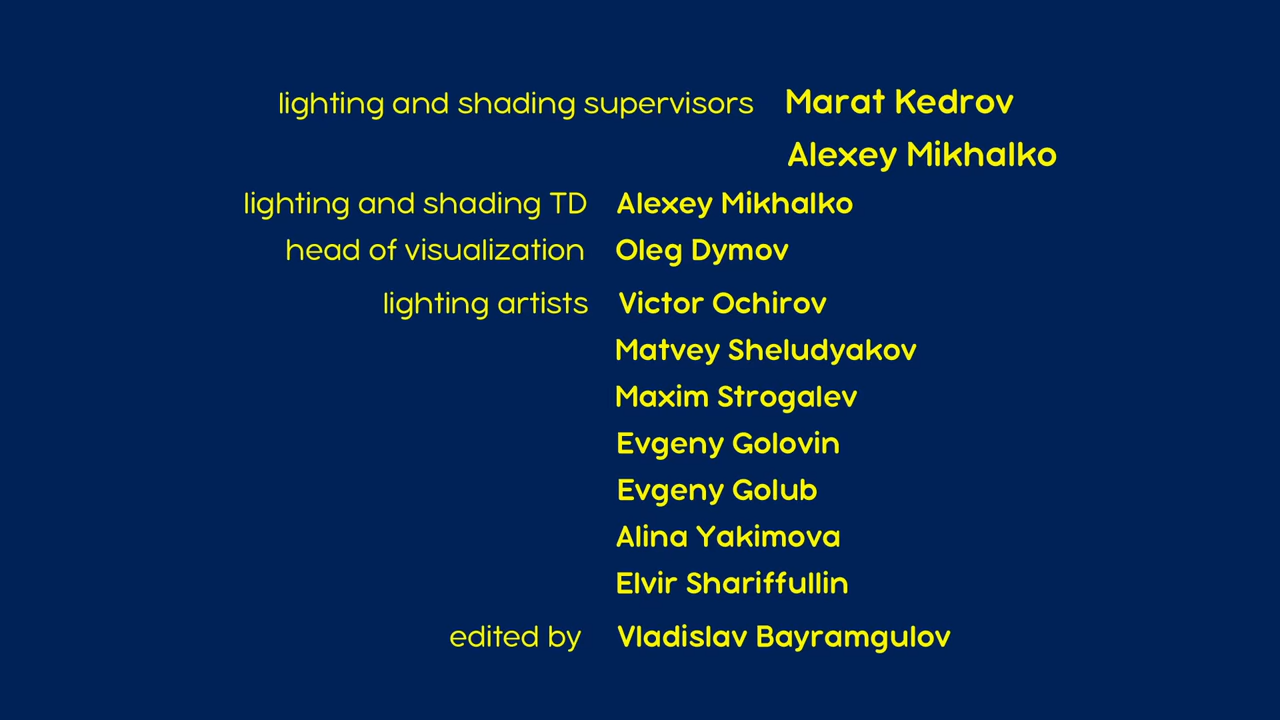 lighting and shading supervisors Marat Kedrov
Alexey Mikhalko
lighting and shading TD Alexey Mikhalko
head of visualization Oleg Dymov
lighting artists Victor Ochirov
Matvey Sheludyakov
Maxim Strogalev
Evgeny Golovin
Evgeny Golub
Alina Yakimova
Elvir Shariffullin
edited by Vladislav Bayramgulov